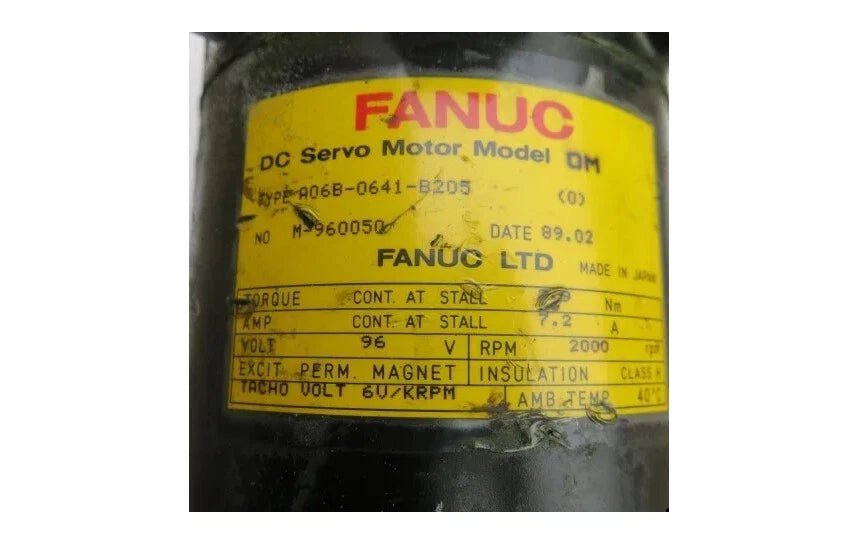 FANUC
DC Servo Motor Model 0M
TYPE A06B-0641-B205 (0)
NO M-960050 DATE 89.02
FANUC LTD MADE IN JAPAN
TORQUE CONT. AT STALL Nm
AMP CONT. AT STALL 7.2 A
VOLT 96 V RPM 2000 rpm
EXCIT PERM. MAGNET INSULATION CLASS H
TACHO VOLT 6V/KRPM AMB.TEMP 40°C